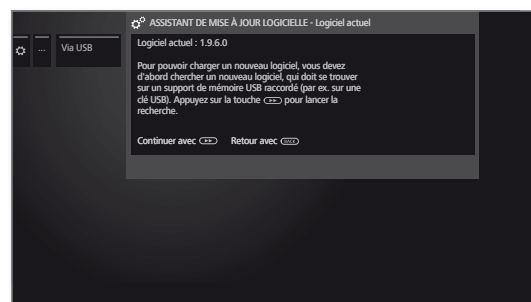 ASSISTANT DE MISE À JOUR LOGICIELLE - Logiciel actuel
... Via USB
Logiciel actuel : 1.9.6.0
Pour pouvoir charger un nouveau logiciel, vous devez
d'abord chercher un nouveau logiciel, qui doit se trouver
sur un support de mémoire USB raccordé (par ex. sur une
clé USB). Appuyez sur la touche pour lancer la
recherche.
Continuer avec Retour avec BACK